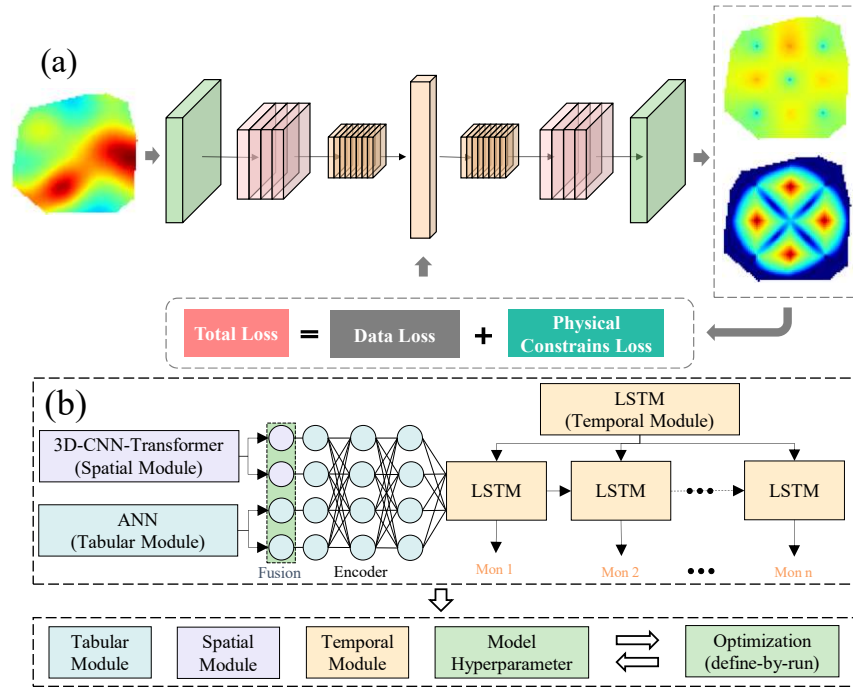 (a)
Total Loss
=
Data Loss
+
Physical
Constrains Loss
(b)
LSTM
(Temporal Module)
3D-CNN-Transformer
(Spatial Module)
ANN
(Tabular Module)
LSTM
LSTM
LSTM
Fusion
Encoder
Mon 1
Mon 2
Mon n
Tabular
Module
Spatial
Module
Temporal
Module
Model
Hyperparameter
Optimization
(define-by-run)